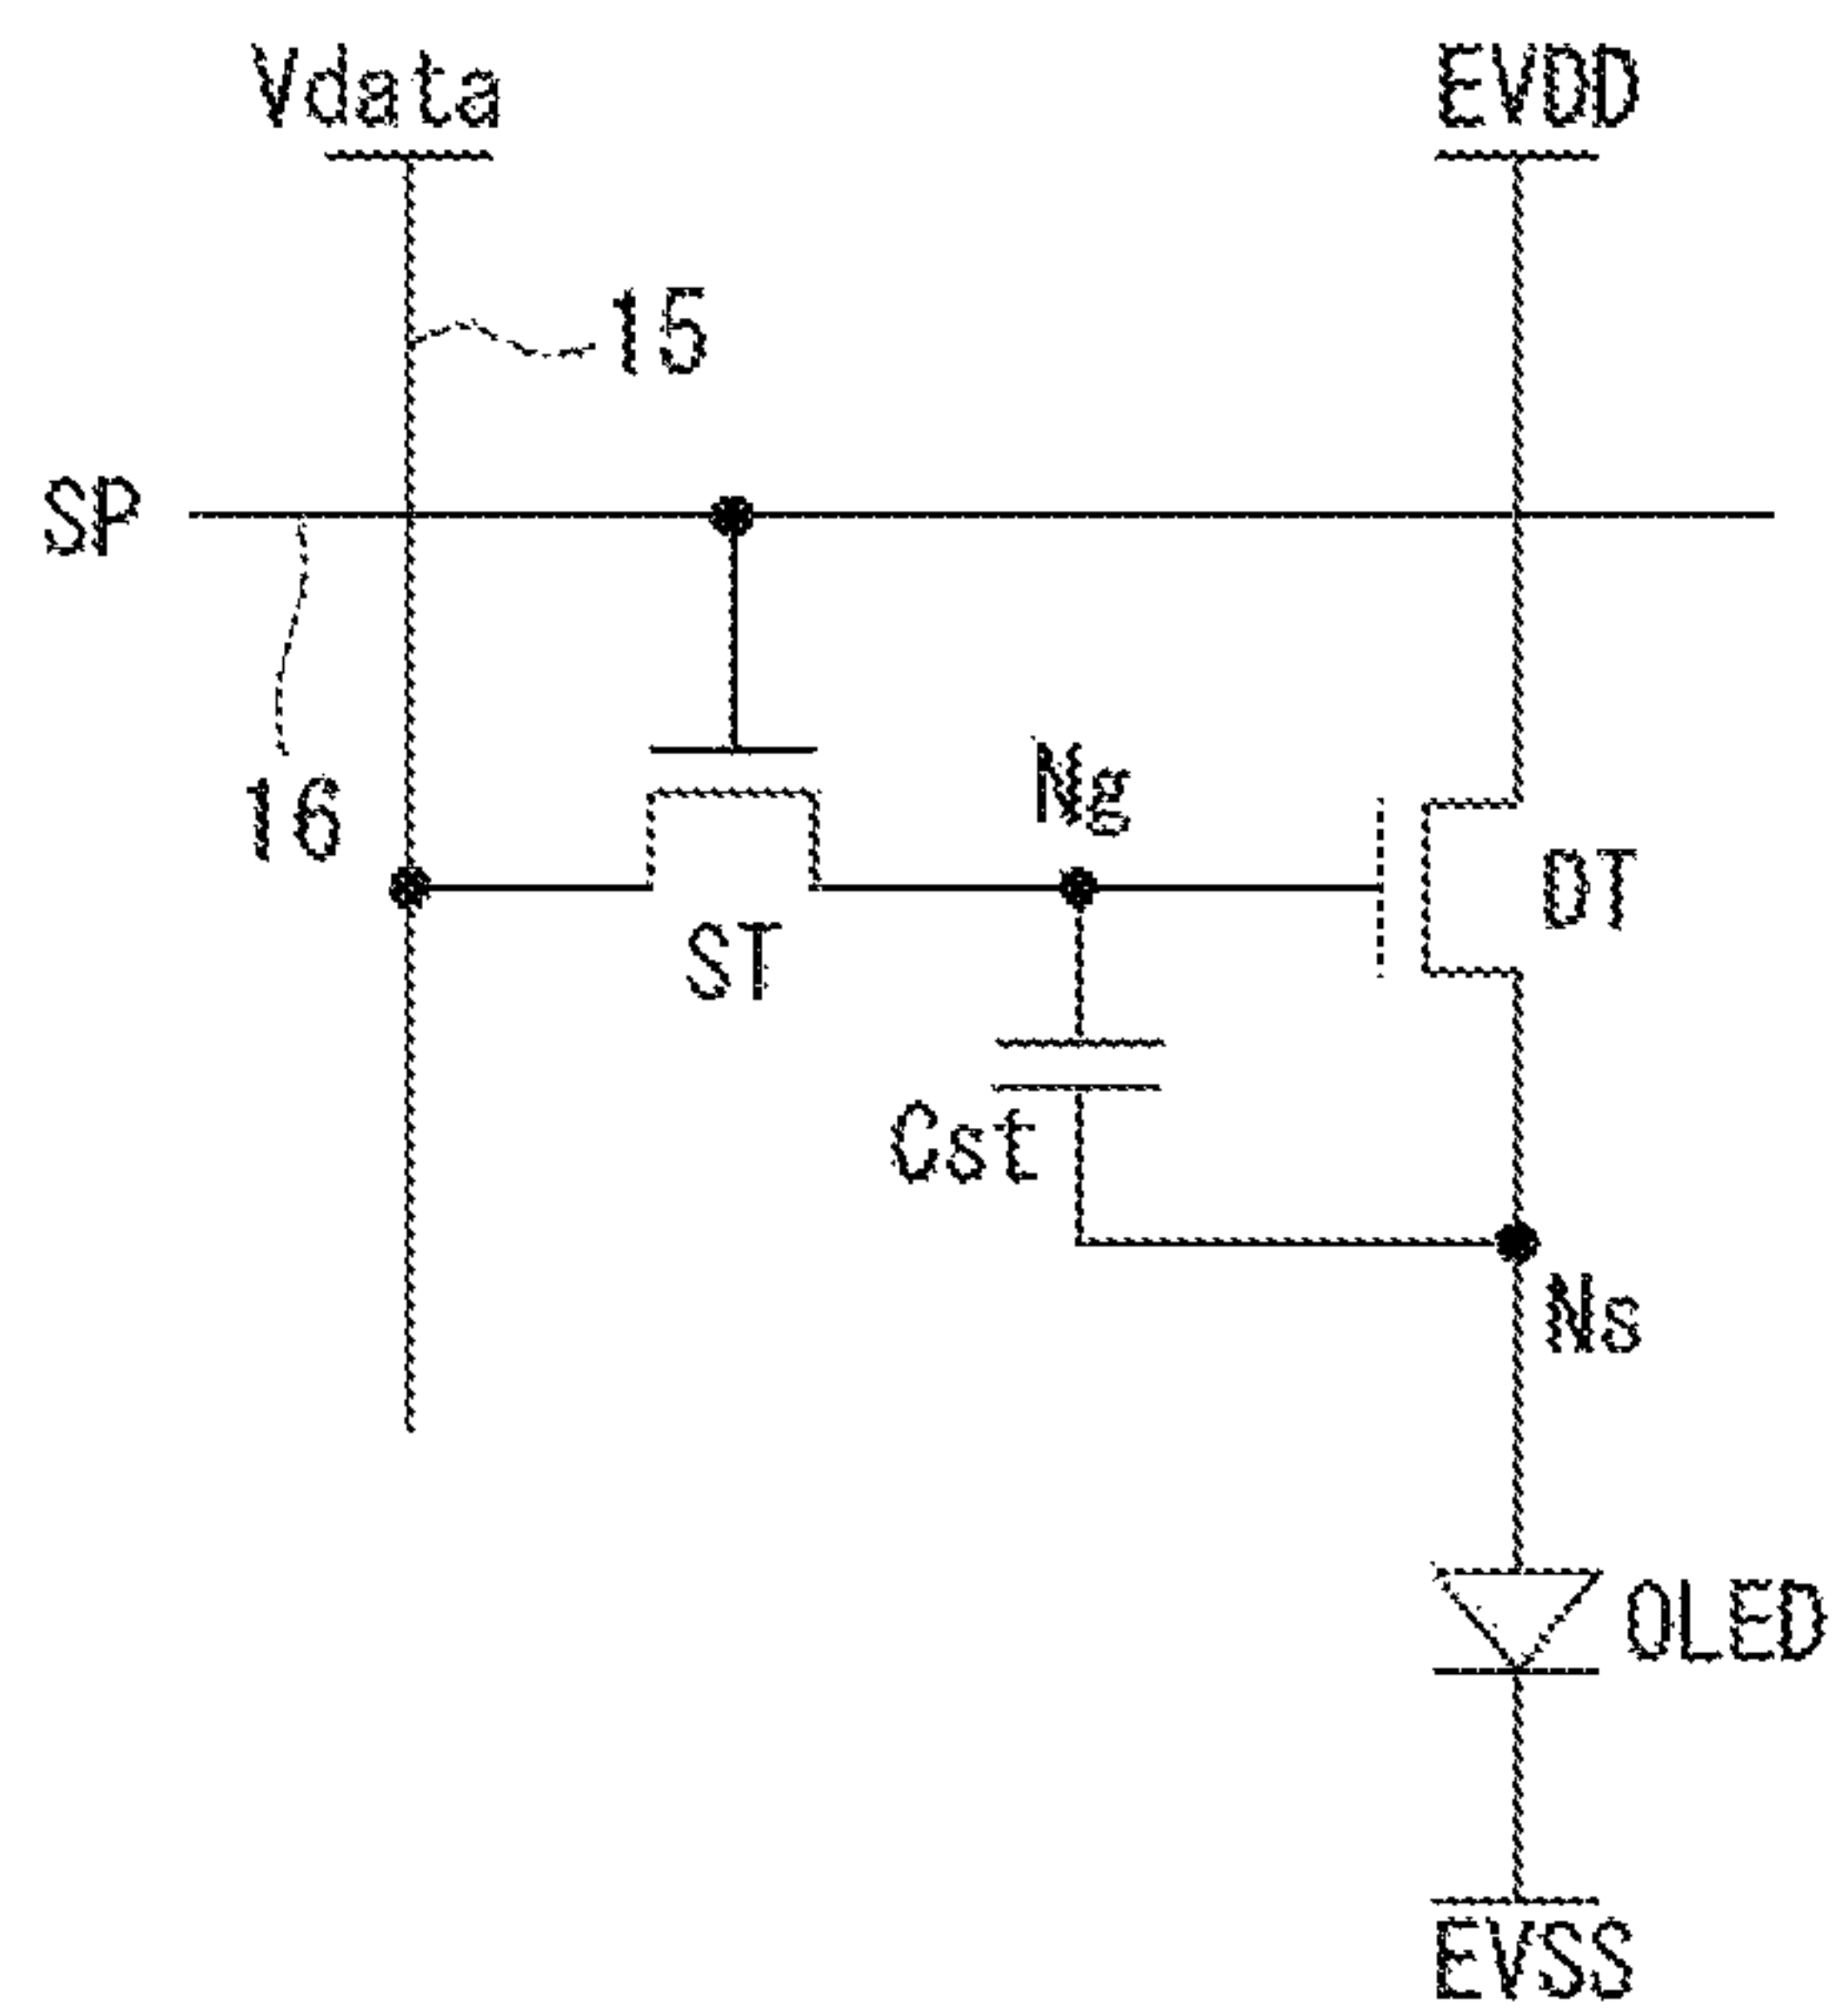 Vdata
EVDD
15
SP
Ng
16
DT
ST
Cst
Ns
OLED
EVSS